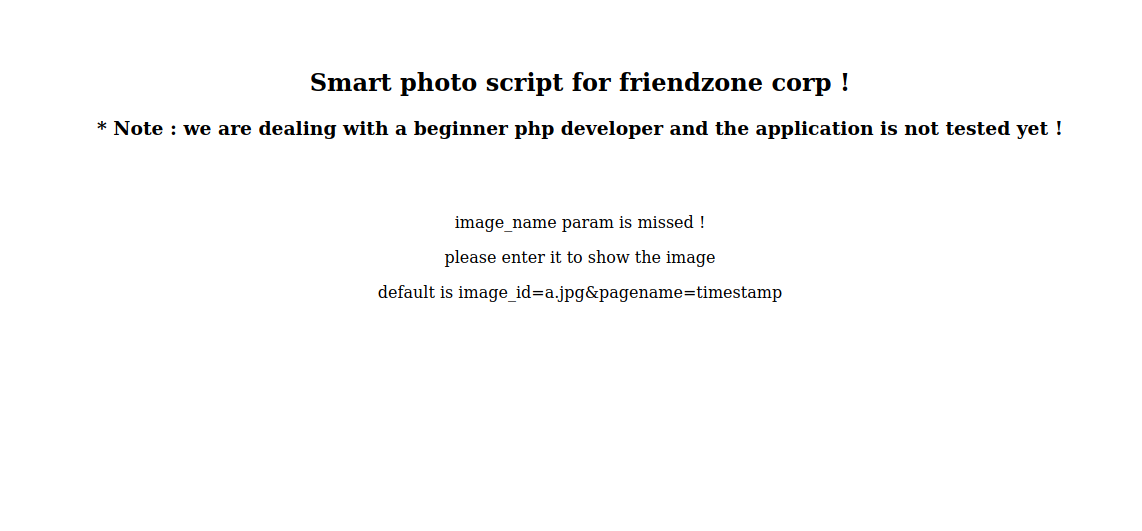 Smart photo script for friendzone corp !
* Note : we are dealing with a beginner php developer and the application is not tested yet !
image_name param is missed !
please enter it to show the image
default is image_id=a.jpg&pagename=timestamp